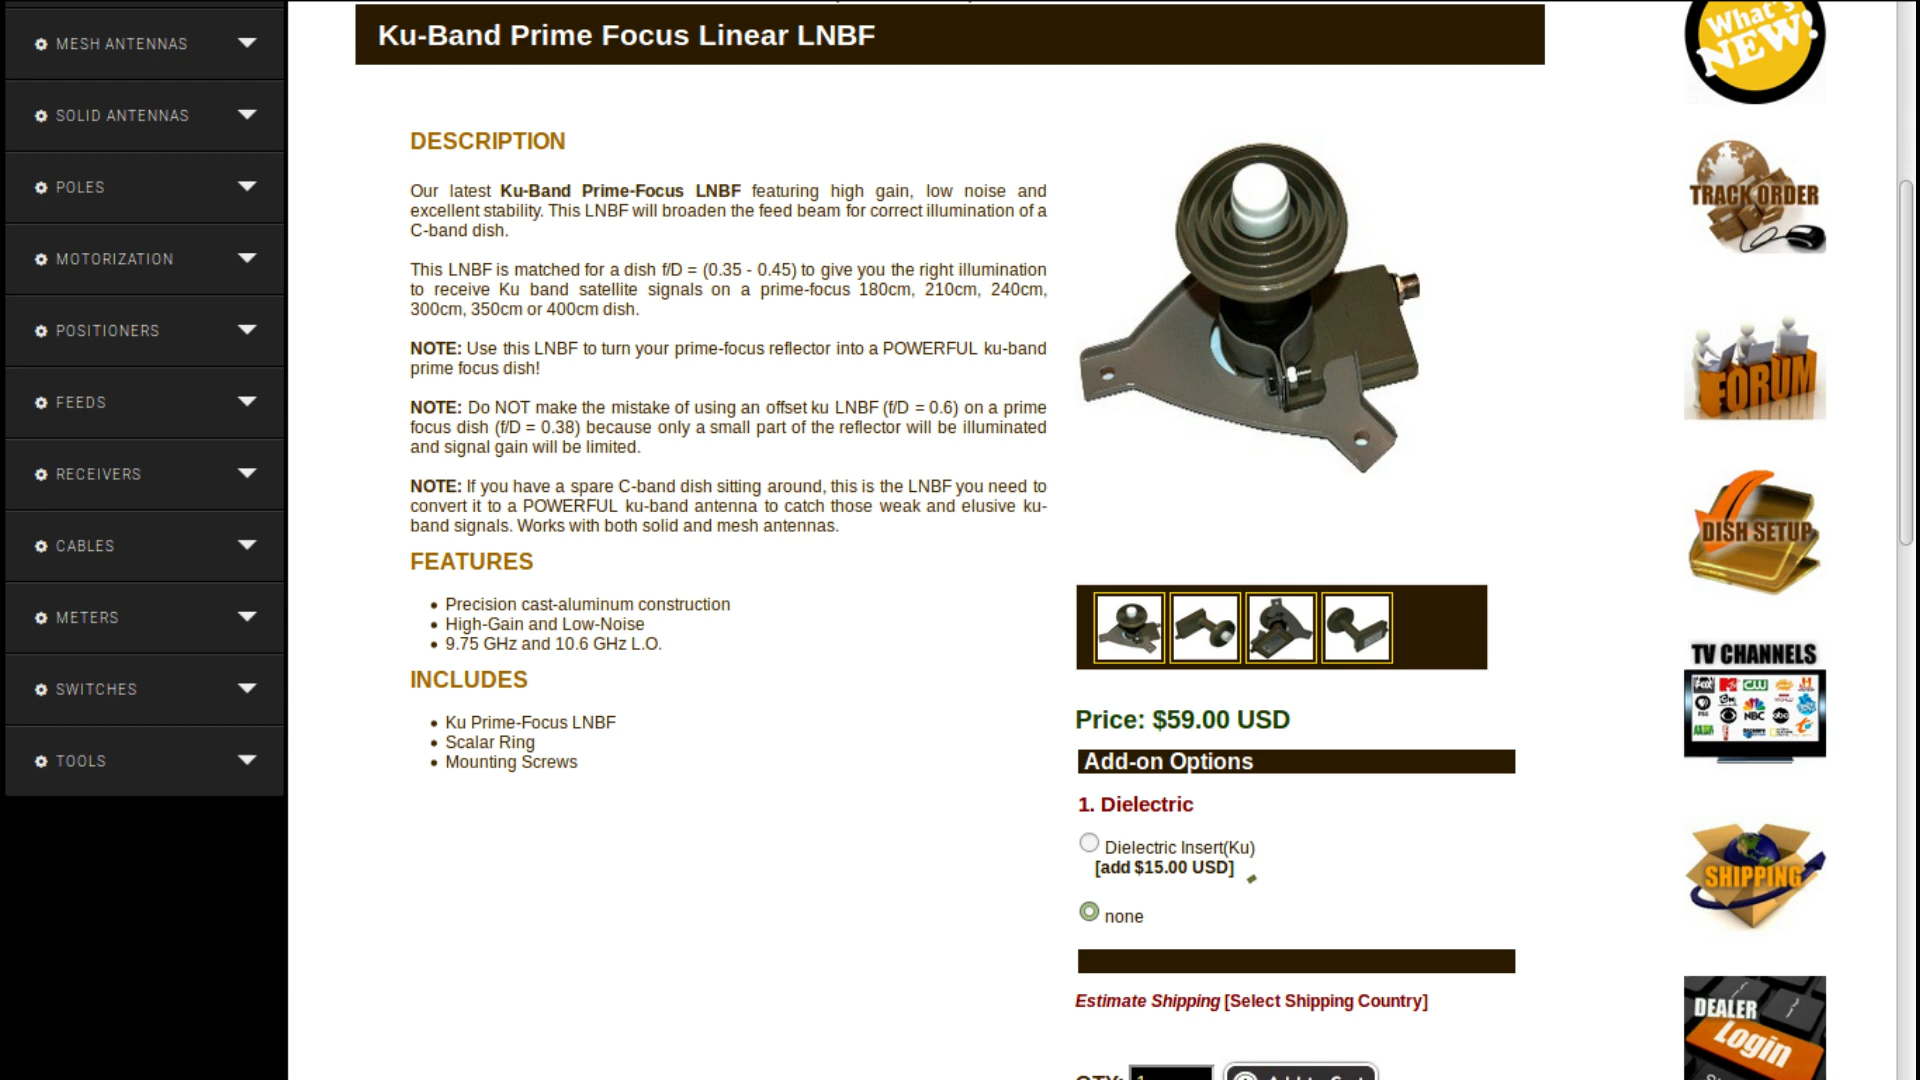 MESH ANTENNAS
SOLID ANTENNAS
POLES
MOTORIZATION
POSITIONERS
FEEDS
RECEIVERS
CABLES
METERS
SWITCHES
TOOLS
Ku-Band Prime Focus Linear LNBF
DESCRIPTION
Our latest Ku-Band Prime-Focus LNBF featuring high gain, low noise and
excellent stability. This LNBF will broaden the feed beam for correct illumination of a
C-band dish.
This LNBF is matched for a dish f/D = (0.35 - 0.45) to give you the right illumination
to receive Ku band satellite signals on a prime-focus 180cm, 210cm, 240cm,
300cm, 350cm or 400cm dish.
NOTE: Use this LNBF to turn your prime-focus reflector into a POWERFUL ku-band
prime focus dish!
NOTE: Do NOT make the mistake of using an offset ku LNBF (f/D = 0.6) on a prime
focus dish (f/D = 0.38) because only a small part of the reflector will be illuminated
and signal gain will be limited.
NOTE: If you have a spare C-band dish sitting around, this is the LNBF you need to
convert it to a POWERFUL ku-band antenna to catch those weak and elusive ku-
band signals. Works with both solid and mesh antennas.
FEATURES
Precision cast-aluminum construction
High-Gain and Low-Noise
9.75 GHz and 10.6 GHz L.O.
INCLUDES
Ku Prime-Focus LNBF
Scalar Ring
Mounting Screws
Price: $59.00 USD
Add-on Options
1. Dielectric
Dielectric Insert(Ku)
[add $15.00 USD]
none
Estimate Shipping [Select Shipping Country]
QTY: 1 Add to Cart
What's
NEW!
TRACK ORDER
FORUM
DISH SETUP
TV CHANNELS
FOX
CW
NBC
abc
SHIPPING
DEALER
Login